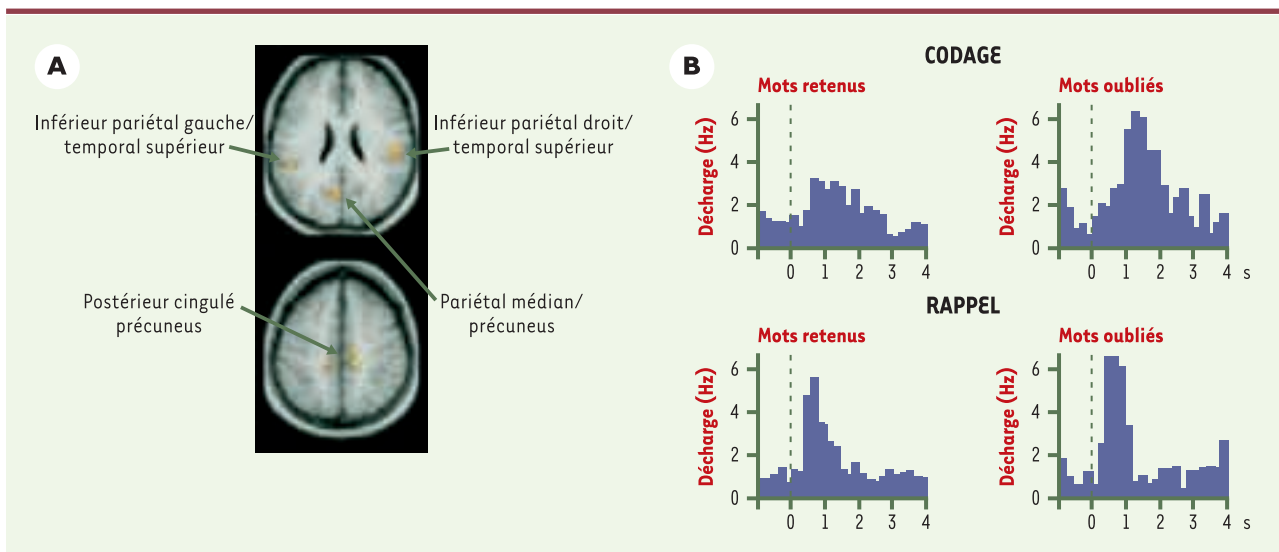 A
Inférieur pariétal gauche/
temporal supérieur
Inférieur pariétal droit/
temporal supérieur
Postérieur cingulé
précuneus
Pariétal médian/
précuneus
B
CODAGE
Mots retenus
Décharge (Hz)
6
4
2
0
0 1 2 3 4
Mots oubliés
Décharge (Hz)
6
4
2
0
0 1 2 3 4 s
RAPPEL
Mots retenus
Décharge (Hz)
6
4
2
0
0 1 2 3 4
Mots oubliés
Décharge (Hz)
6
4
2
0
0 1 2 3 4 s